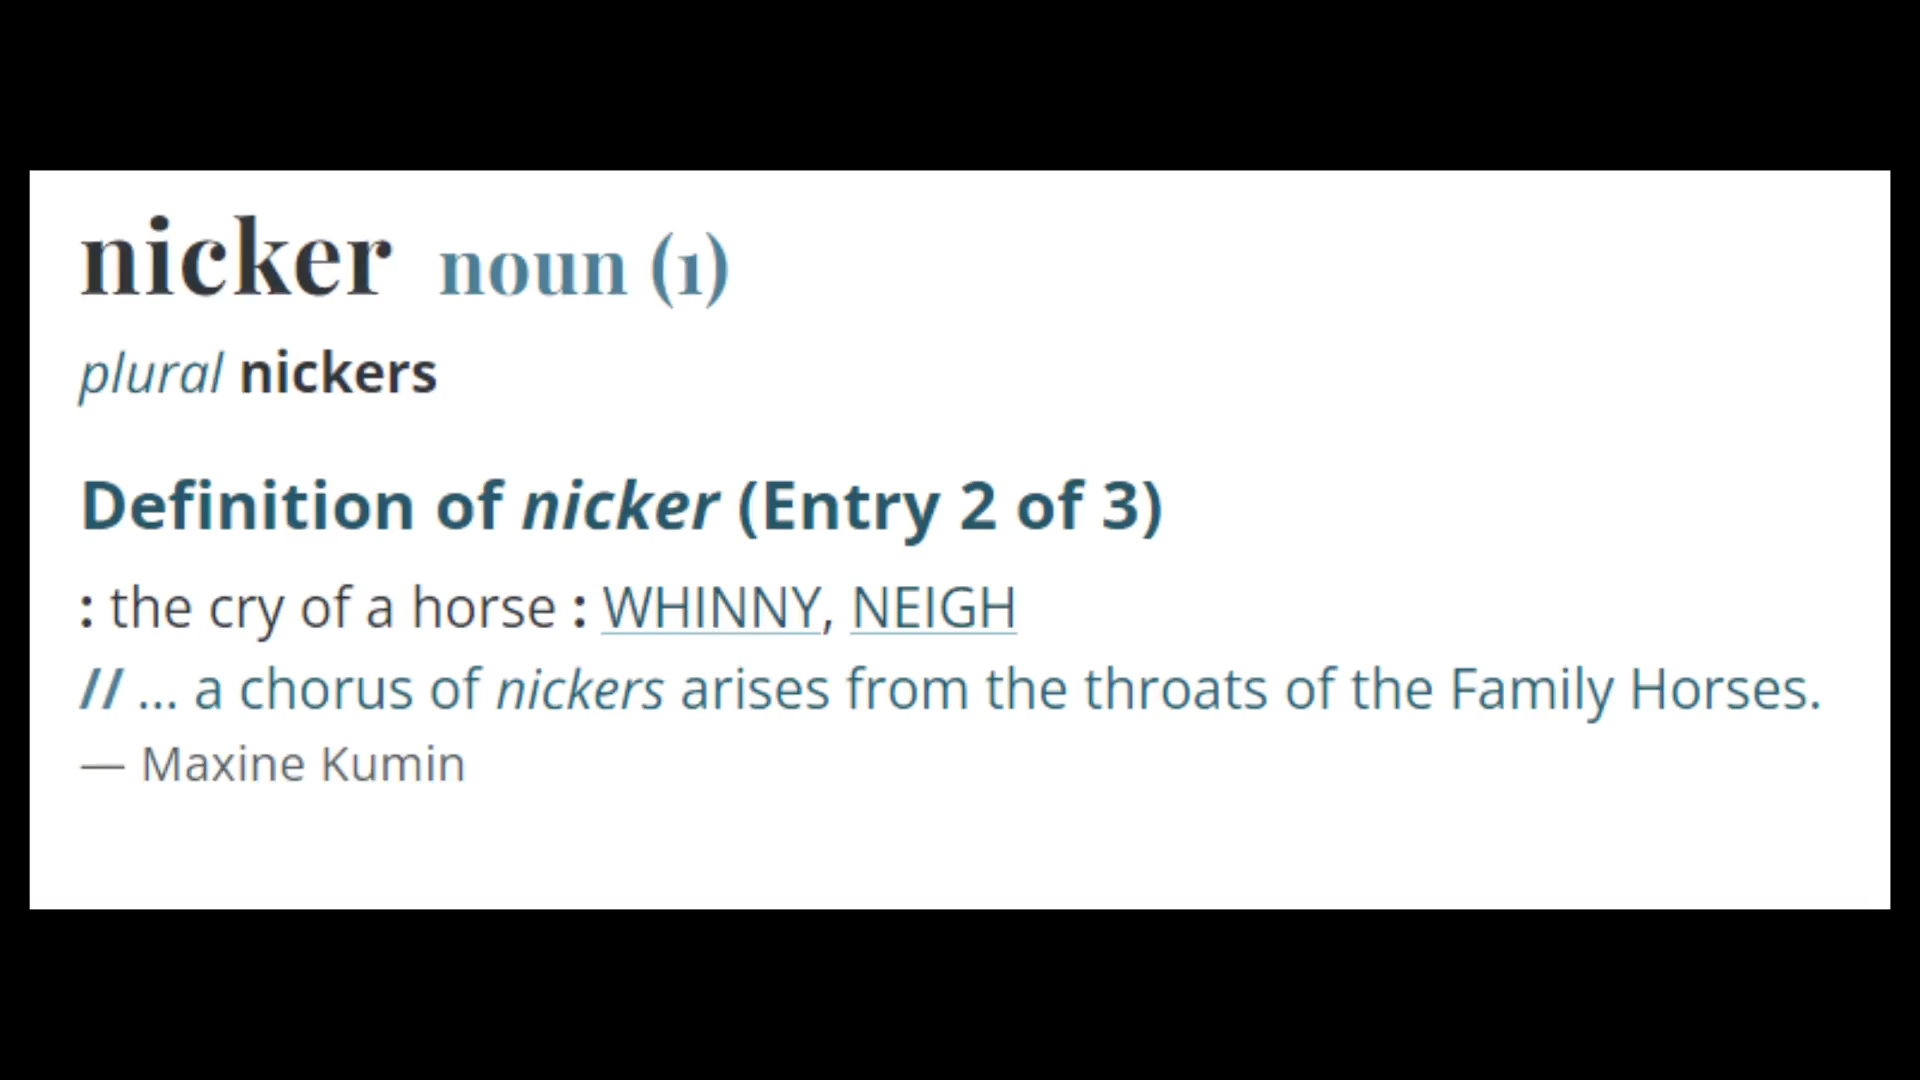 nicker noun (1)
plural nickers
Definition of nicker (Entry 2 of 3)
: the cry of a horse : WHINNY, NEIGH
// ... a chorus of nickers arises from the throats of the Family Horses.
— Maxine Kumin